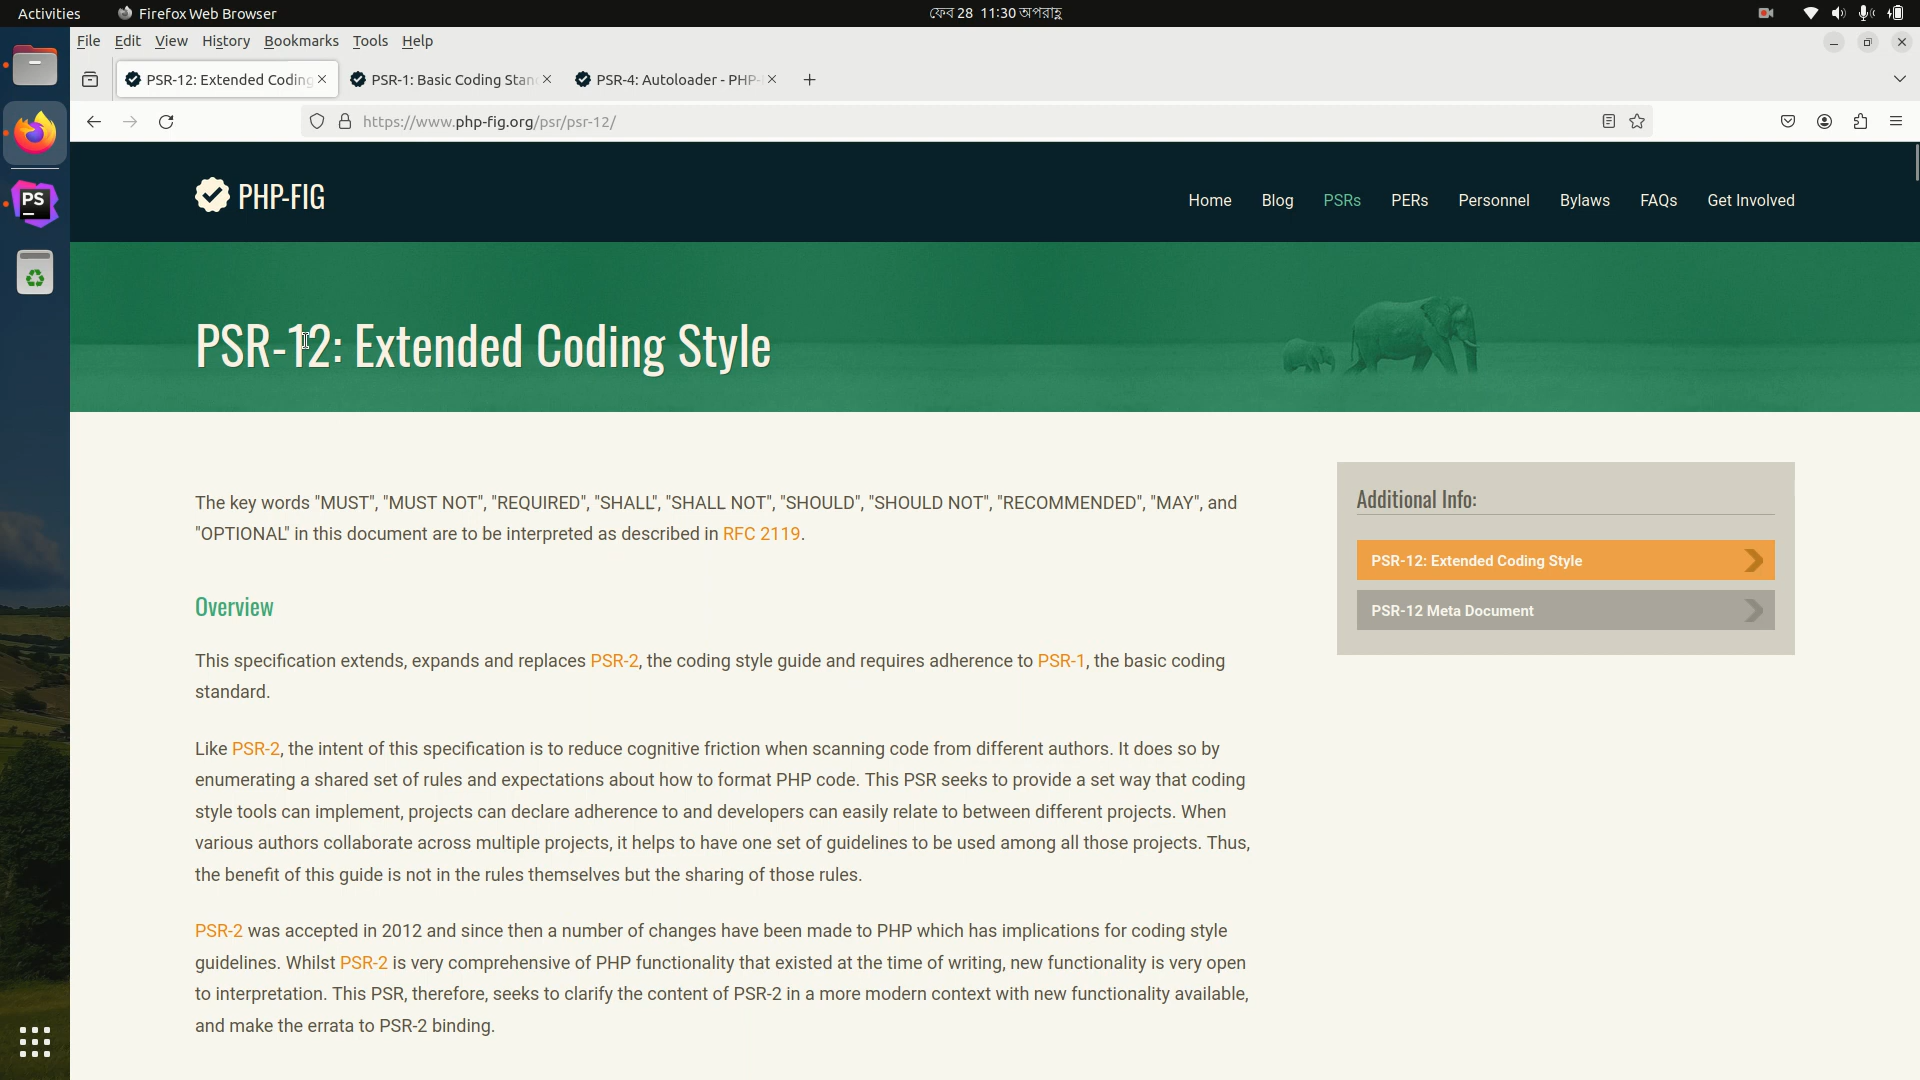 Activities
Firefox Web Browser
ফেব 28 11:30 অপরাহ্ণ
File Edit View History Bookmarks Tools Help
PSR-12: Extended Coding
PSR-1: Basic Coding Stan
PSR-4: Autoloader - PHP-
https://www.php-fig.org/psr/psr-12/
PS
PHP-FIG
Home Blog PSRs PERs Personnel Bylaws FAQs Get Involved
PSR-12: Extended Coding Style
The key words "MUST", "MUST NOT", "REQUIRED", "SHALL", "SHALL NOT", "SHOULD", "SHOULD NOT", "RECOMMENDED", "MAY", and
"OPTIONAL" in this document are to be interpreted as described in RFC 2119.
Overview
This specification extends, expands and replaces PSR-2, the coding style guide and requires adherence to PSR-1, the basic coding
standard.
Like PSR-2, the intent of this specification is to reduce cognitive friction when scanning code from different authors. It does so by
enumerating a shared set of rules and expectations about how to format PHP code. This PSR seeks to provide a set way that coding
style tools can implement, projects can declare adherence to and developers can easily relate to between different projects. When
various authors collaborate across multiple projects, it helps to have one set of guidelines to be used among all those projects. Thus,
the benefit of this guide is not in the rules themselves but the sharing of those rules.
PSR-2 was accepted in 2012 and since then a number of changes have been made to PHP which has implications for coding style
guidelines. Whilst PSR-2 is very comprehensive of PHP functionality that existed at the time of writing, new functionality is very open
to interpretation. This PSR, therefore, seeks to clarify the content of PSR-2 in a more modern context with new functionality available,
and make the errata to PSR-2 binding.
Additional Info:
PSR-12: Extended Coding Style
PSR-12 Meta Document